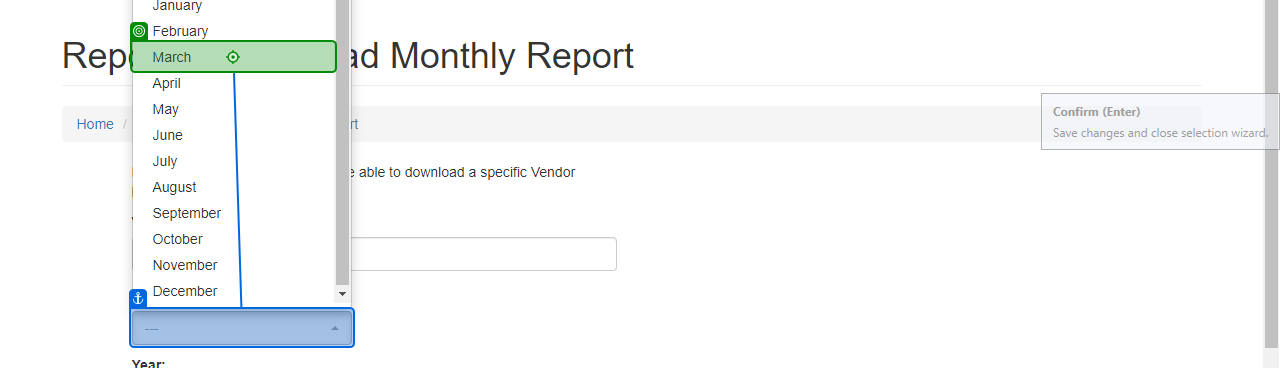 January
February
March
April
May
June
July
August
September
October
November
December
Rep ad Monthly Report
Home / rt
Confirm (Enter)
Save changes and close selection wizard.
e able to download a specific Vendor
---
Year: